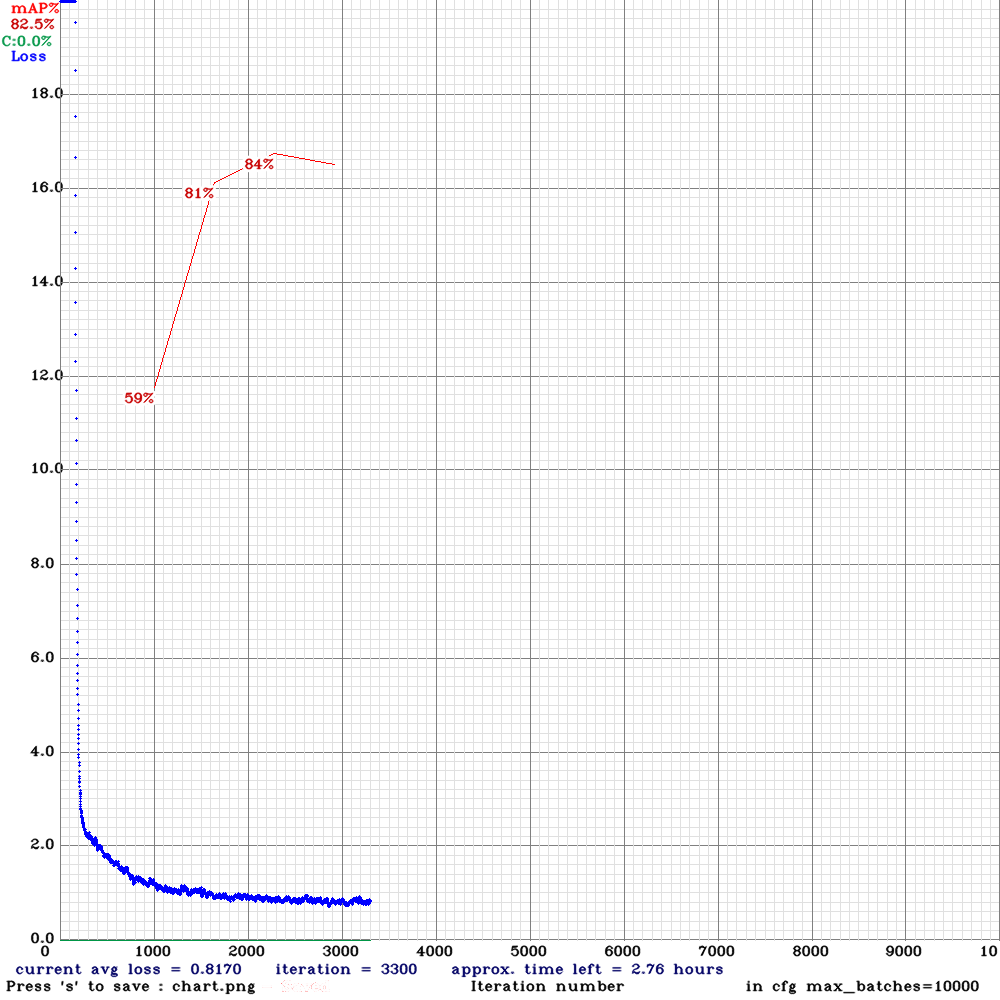 mAP%
82.5%
C:0.0%
Loss
18.0
84%
16.0
81%
14.0
12.0
59%
10.0
8.0
6.0
4.0
2.0
0.0
0 1000 2000 3000 4000 5000 6000 7000 8000 9000 10
current avg loss = 0.8170 iteration = 3300 approx. time left = 2.76 hours
Press 's' to save : chart.png Iteration number in cfg max_batches=10000